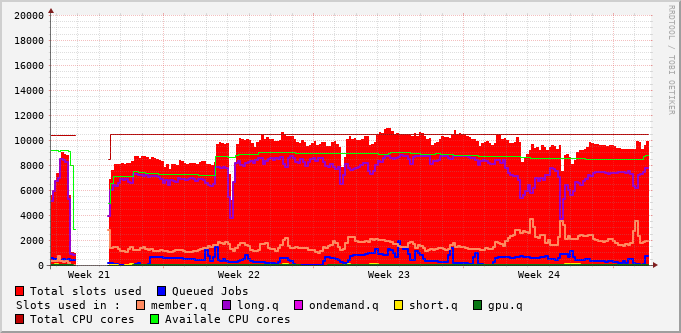 20000
18000
16000
14000
12000
10000
8000
6000
4000
2000
0
Week 21 Week 22 Week 23 Week 24
RRDTOOL / TOBI OETIKER
Total slots used Queued Jobs
Slots used in : member.q long.q ondemand.q short.q gpu.q
Total CPU cores Availale CPU cores